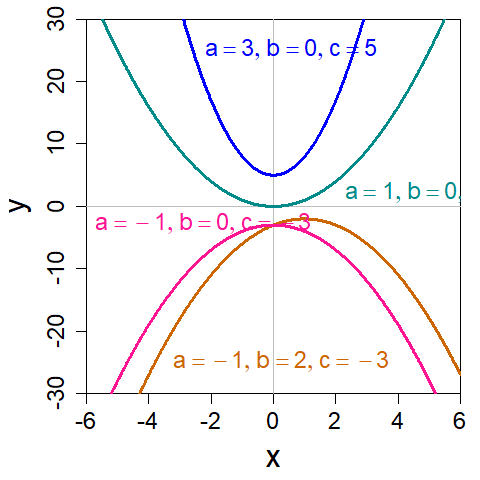 30
a = 3, b = 0, c = 5
20
10
a = 1, b = 0,
0
a = − 1, b = 0, c = − 3
y
-10
-20
a = −1, b = 2, c = −3
-30
-6 -4 -2 0 2 4 6
x